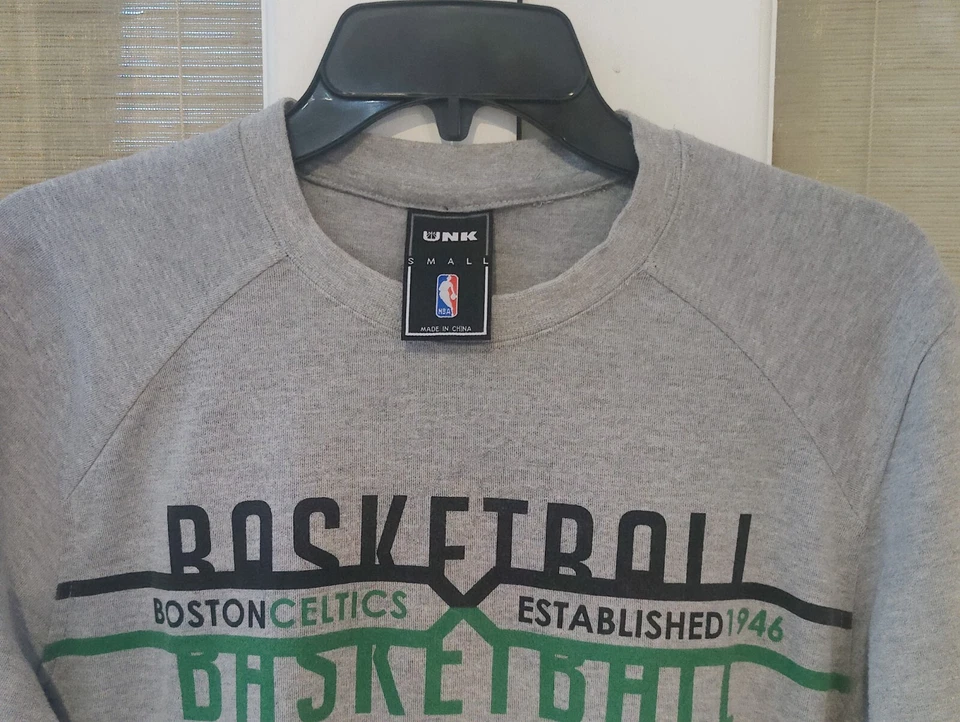 UNK
SMALL
NBA
MADE IN CHINA
BASKETBALL
BOSTONCELTICS ESTABLISHED1946
BASKETBALL